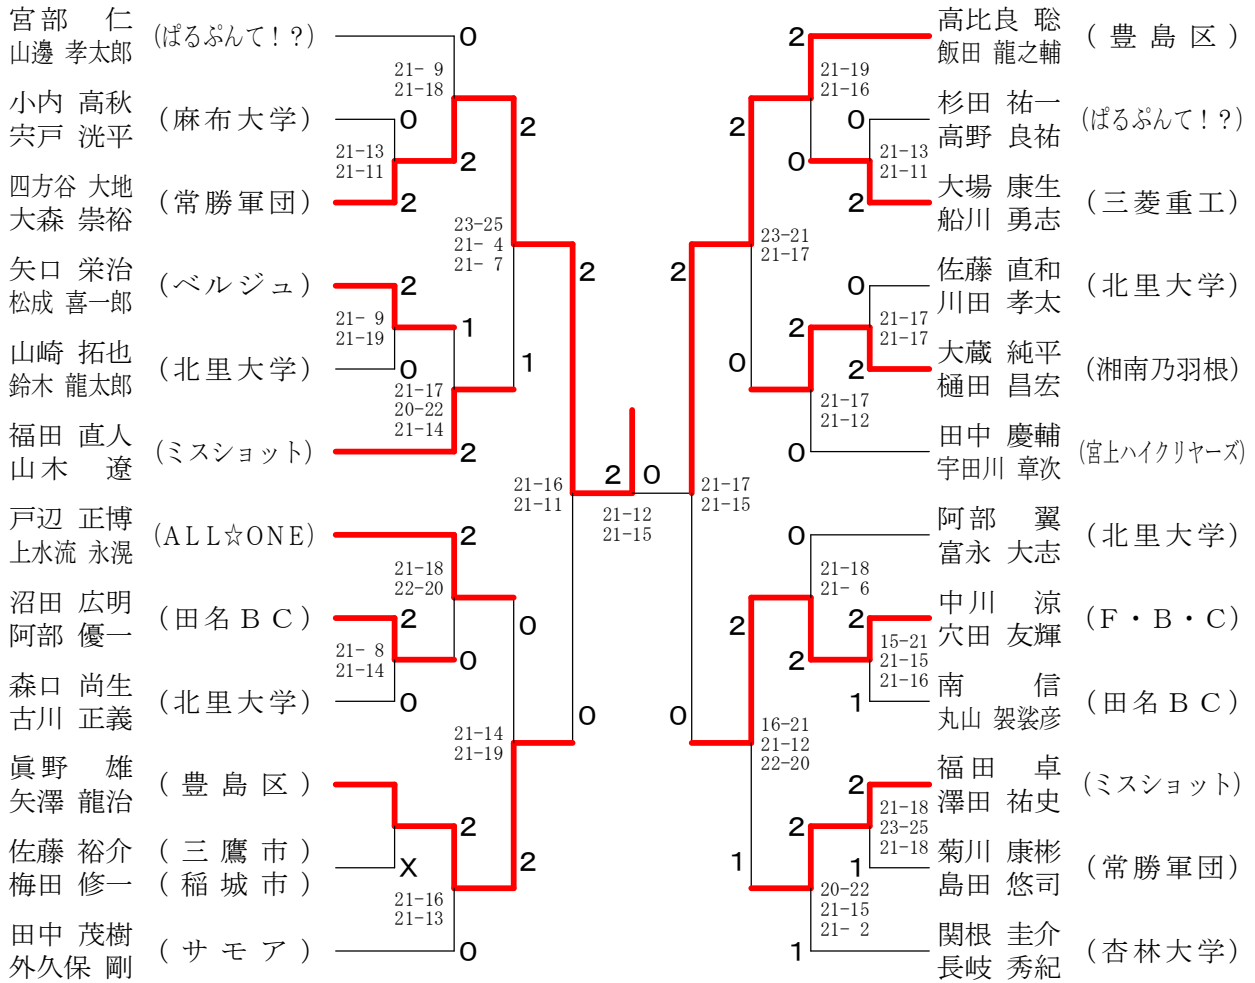 宮部 仁
山邊 孝太郎
(ぱるぷんて！？)
0
21- 9
21-18
小内 高秋
宍戸 洸平
(麻布大学)
0
2
21-13
21-11
2
四方谷 大地
大森 崇裕
(常勝軍団)
2
23-25
21- 4
21- 7
2
矢口 栄治
松成 喜一郎
(ベルジュ)
2
21- 9
21-19
1
山崎 拓也
鈴木 龍太郎
(北里大学)
0
1
21-17
20-22
21-14
福田 直人
山木 遼
(ミスショット)
2
21-16
21-11
戸辺 正博
上水流 永滉
(ALL☆ONE)
2
21-18
22-20
沼田 広明
阿部 優一
(田名ＢＣ)
2
0
21- 8
21-14
0
森口 尚生
古川 正義
(北里大学)
0
0
21-14
21-19
眞野 雄
矢澤 龍治
(豊島区)
2
佐藤 裕介
梅田 修一
(三鷹市)
(稲城市)
X
2
21-16
21-13
田中 茂樹
外久保 剛
(サモア)
0
2
0
21-12
21-15
2
高比良 聡
飯田 龍之輔
(豊島区)
21-19
21-16
2
0
杉田 祐一
高野 良祐
(ぱるぷんて！？)
21-13
21-11
0
2
大場 康生
船川 勇志
(三菱重工)
2
23-21
21-17
0
佐藤 直和
川田 孝太
(北里大学)
21-17
21-17
2
0
2
大蔵 純平
樋田 昌宏
(湘南乃羽根)
21-17
21-12
0
田中 慶輔
宇田川 章次
(宮上ハイクリヤーズ)
21-17
21-15
0
阿部 翼
富永 大志
(北里大学)
21-18
21- 6
2
2
中川 涼
穴田 友輝
(Ｆ・Ｂ・Ｃ)
15-21
21-15
21-16
2
1
南 信
丸山 袈裟彦
(田名ＢＣ)
0
16-21
21-12
22-20
2
福田 卓
澤田 祐史
(ミスショット)
21-18
23-25
21-18
2
1
1
菊川 康彬
島田 悠司
(常勝軍団)
20-22
21-15
21- 2
1
関根 圭介
長岐 秀紀
(杏林大学)